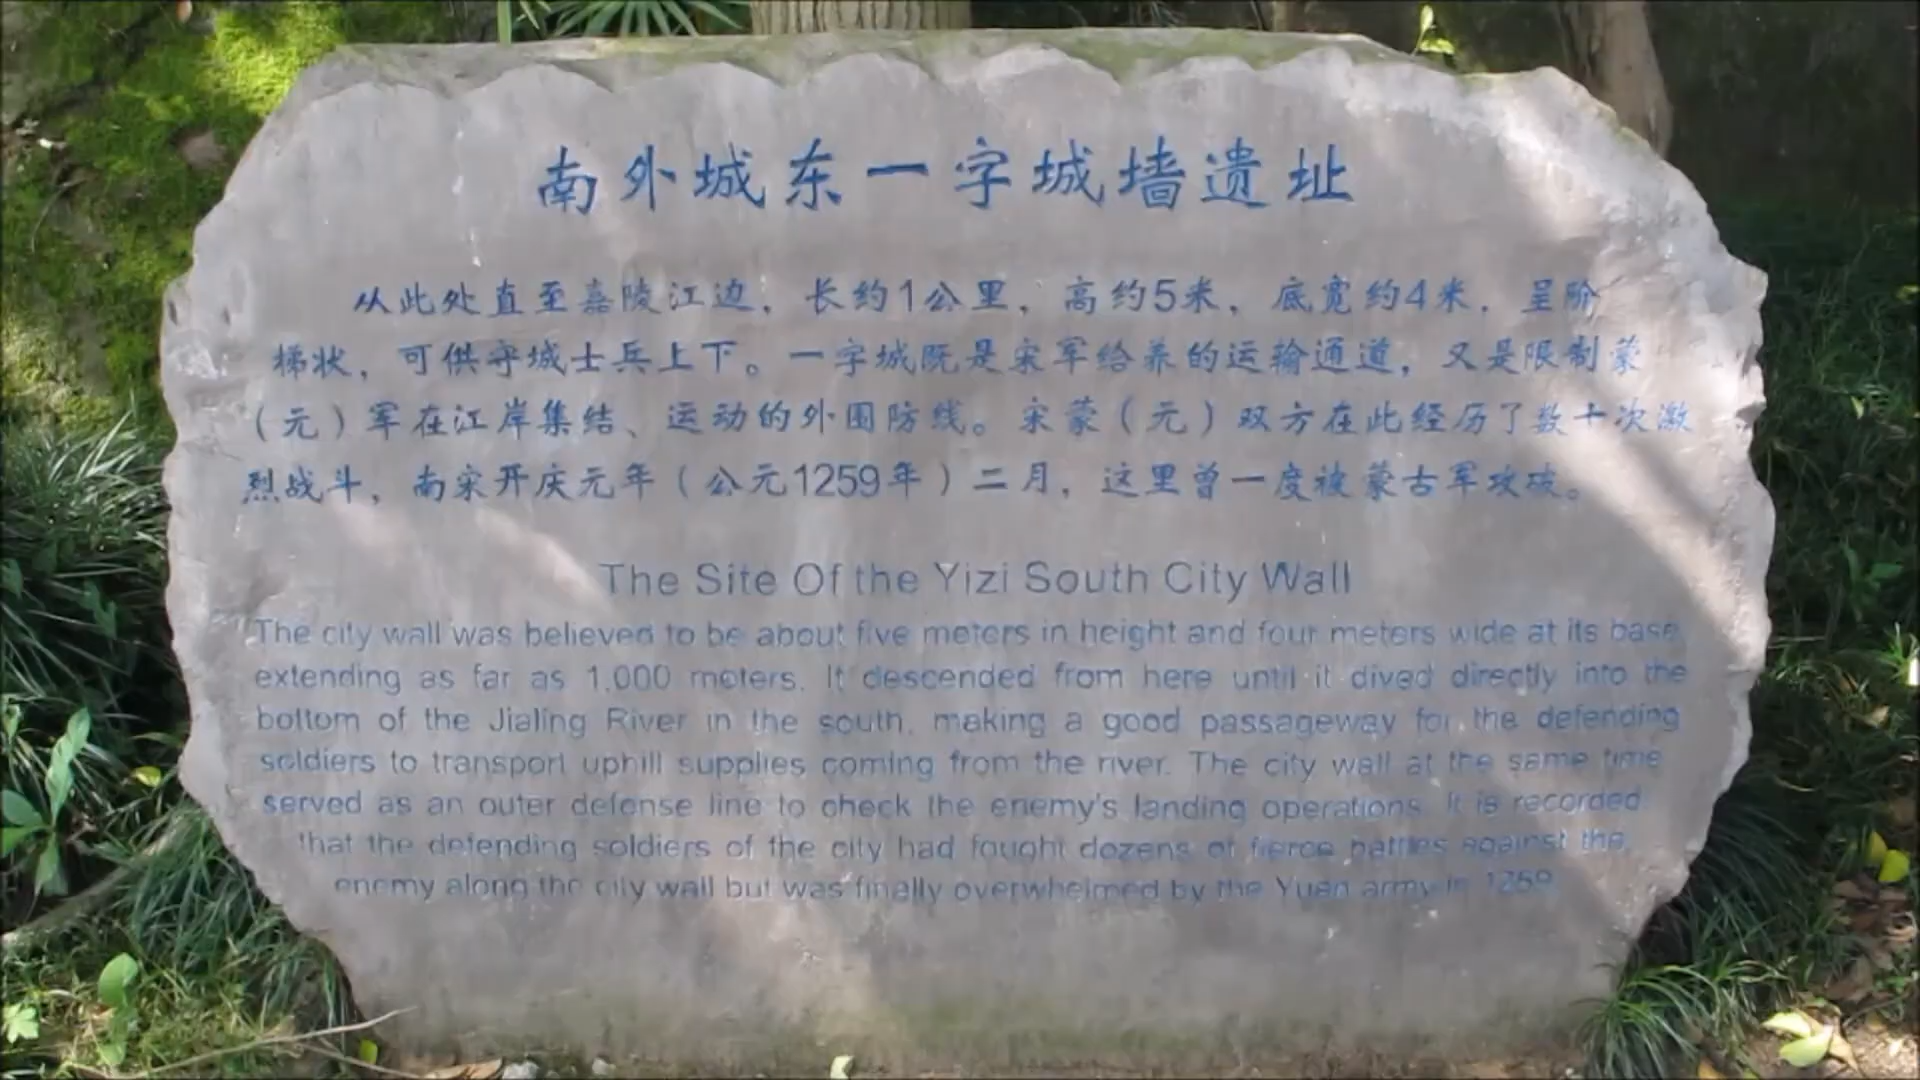 南外城东一字城墙遗址
从此处直至嘉陵江边，长约1公里，高约5米，底宽约4米，呈阶
梯状，可供守城士兵上下。一字城既是宋军给养的运输通道，又是限制蒙
（元）军在江岸集结、运动的外围防线。宋蒙（元）双方在此经历了数十次激
烈战斗，南宋开庆元年（公元1259年）二月，这里曾一度被蒙古军攻破。
The Site Of the Yizi South City Wall
The city wall was believed to be about five meters in height and four meters wide at its base,
extending as far as 1,000 meters. It descended from here until it dived directly into the
bottom of the Jialing River in the south, making a good passageway for the defending
soldiers to transport uphill supplies coming from the river. The city wall at the same time
served as an outer defense line to check the enemy's landing operations. It is recorded
that the defending soldiers of the city had fought dozens of fierce battles against the
enemy along the city wall but was finally overwhelmed by the Yuan army in 1259.